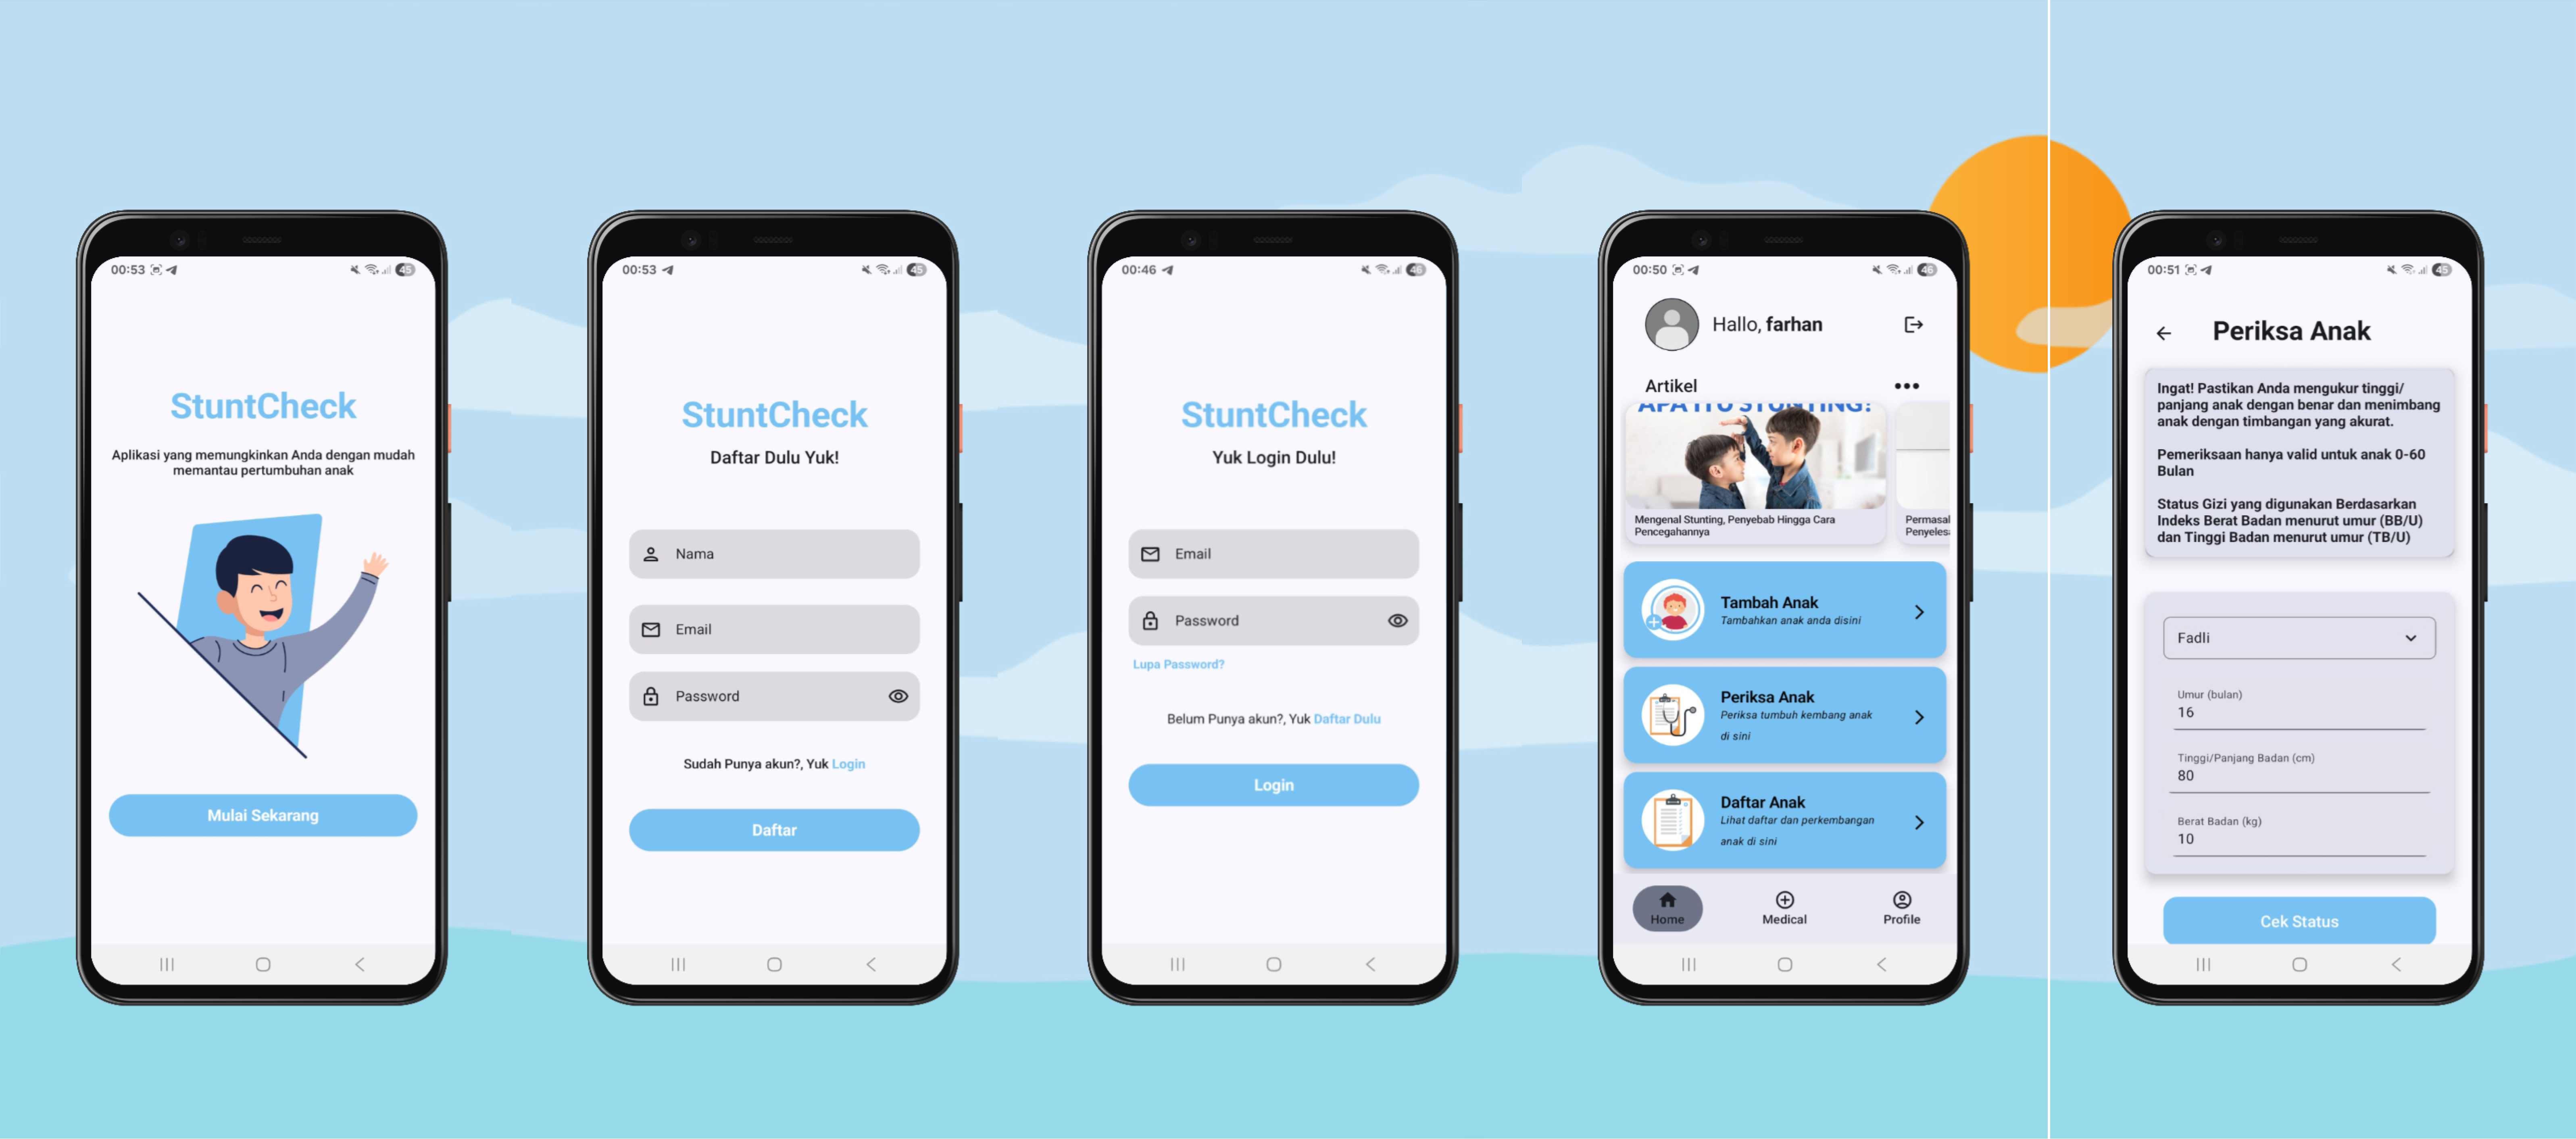 00:53
45
StuntCheck
Aplikasi yang memungkinkan Anda dengan mudah
memantau pertumbuhan anak
Mulai Sekarang
00:53
45
StuntCheck
Daftar Dulu Yuk!
Nama
Email
Password
Sudah Punya akun?, Yuk Login
Daftar
00:46
46
StuntCheck
Yuk Login Dulu!
Email
Password
Lupa Password?
Belum Punya akun?, Yuk Daftar Dulu
Login
00:50
46
Hallo, farhan
Artikel
APA ITU STUNTING?
Mengenal Stunting, Penyebab Hingga Cara
Pencegahannya
Permasal
Penyelesa
Tambah Anak
Tambahkan anak anda disini
Periksa Anak
Periksa tumbuh kembang anak
di sini
Daftar Anak
Lihat daftar dan perkembangan
anak di sini
Home
Medical
Profile
00:51
45
Periksa Anak
Ingat! Pastikan Anda mengukur tinggi/
panjang anak dengan benar dan menimbang
anak dengan timbangan yang akurat.
Pemeriksaan hanya valid untuk anak 0-60
Bulan
Status Gizi yang digunakan Berdasarkan
Indeks Berat Badan menurut umur (BB/U)
dan Tinggi Badan menurut umur (TB/U)
Fadli
Umur (bulan)
16
Tinggi/Panjang Badan (cm)
80
Berat Badan (kg)
10
Cek Status